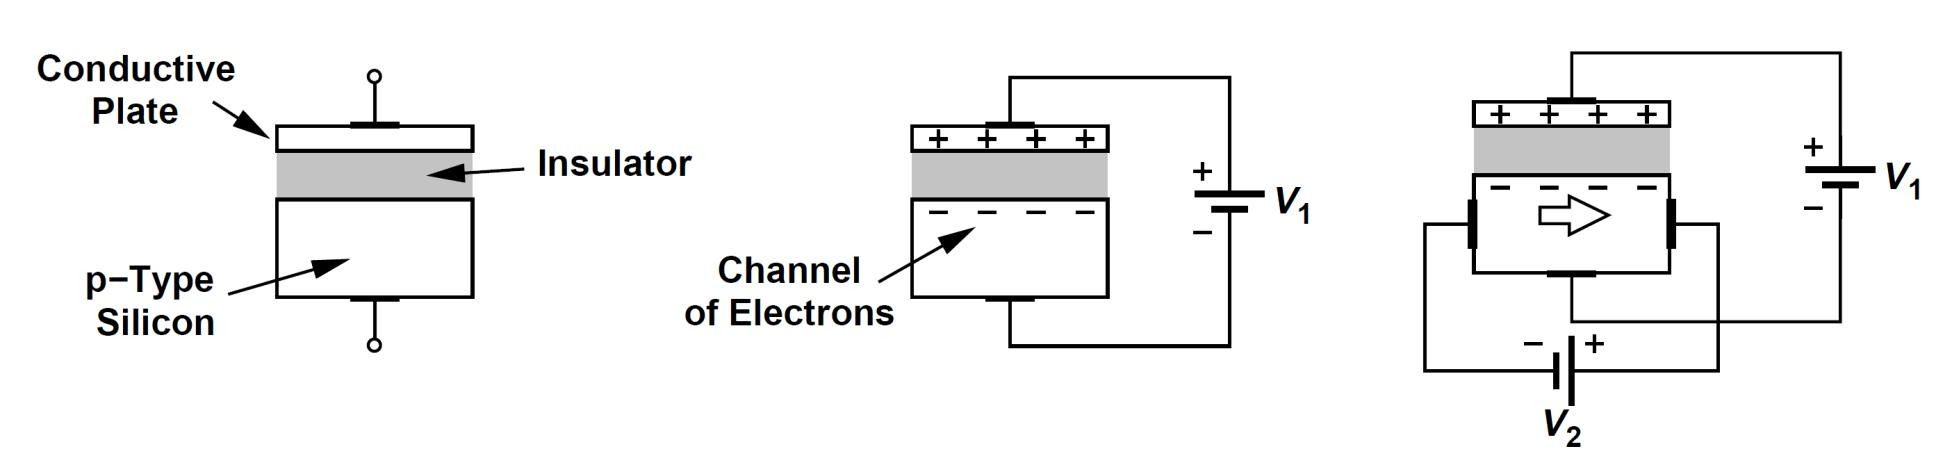 Conductive
Plate
Insulator
p−Type
Silicon
+ + + +
− − − −
Channel
of Electrons
+
−
V1
+ + + +
− − − −
+
−
V1
− +
V2